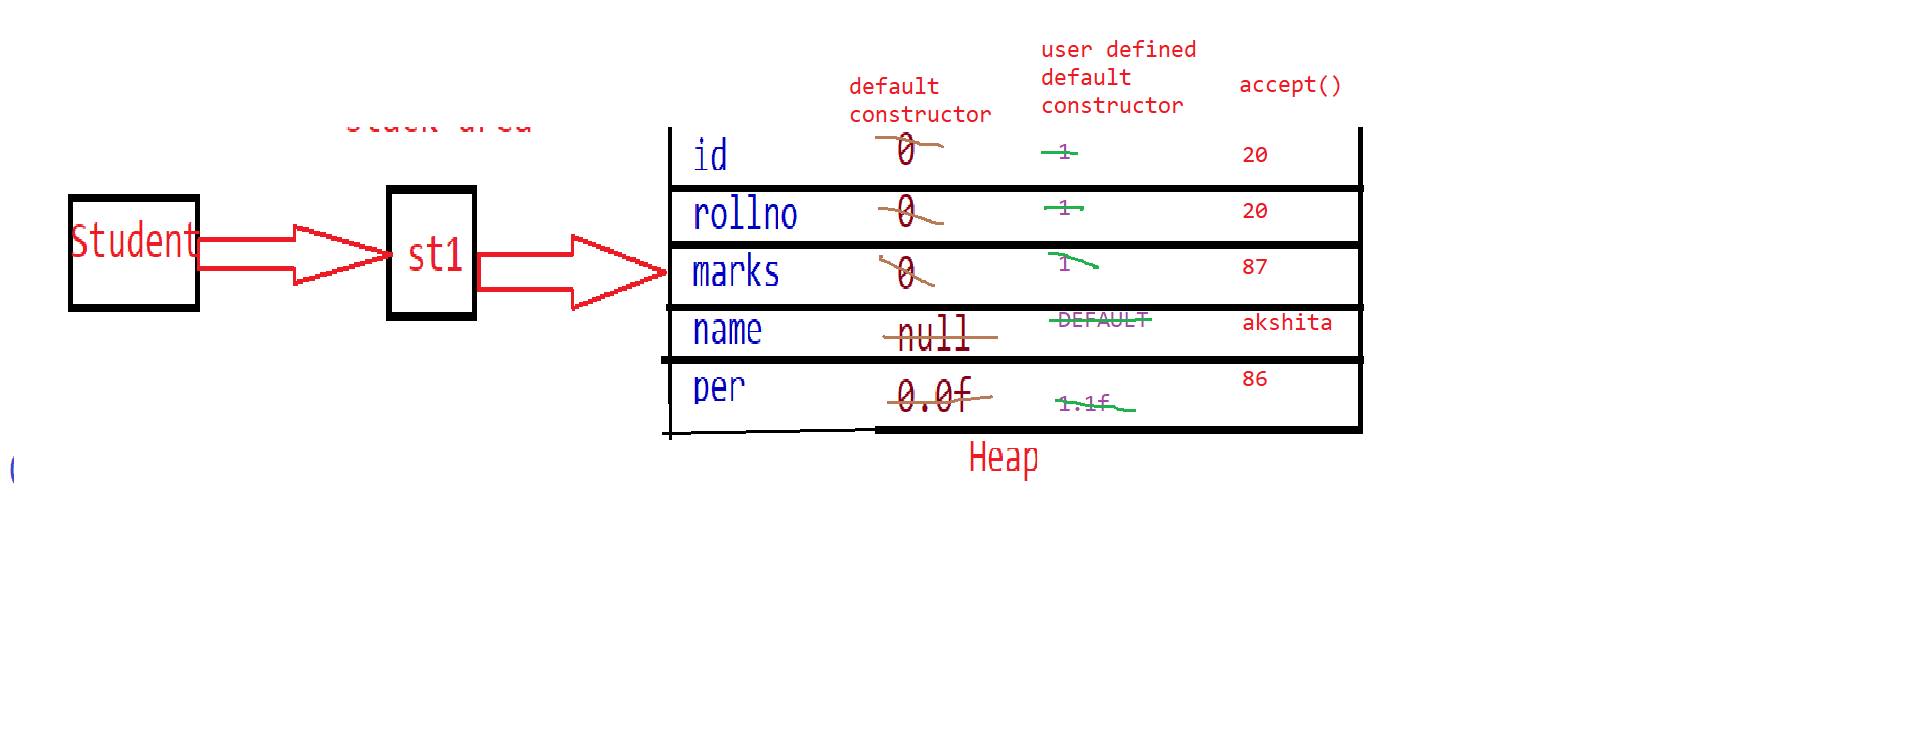 user defined
default
constructor
default
constructor
accept()
id 0 1 20
rollno 0 1 20
marks 0 1 87
name null DEFAULT akshita
per 0.0f 1.1f 86
Student
st1
Heap